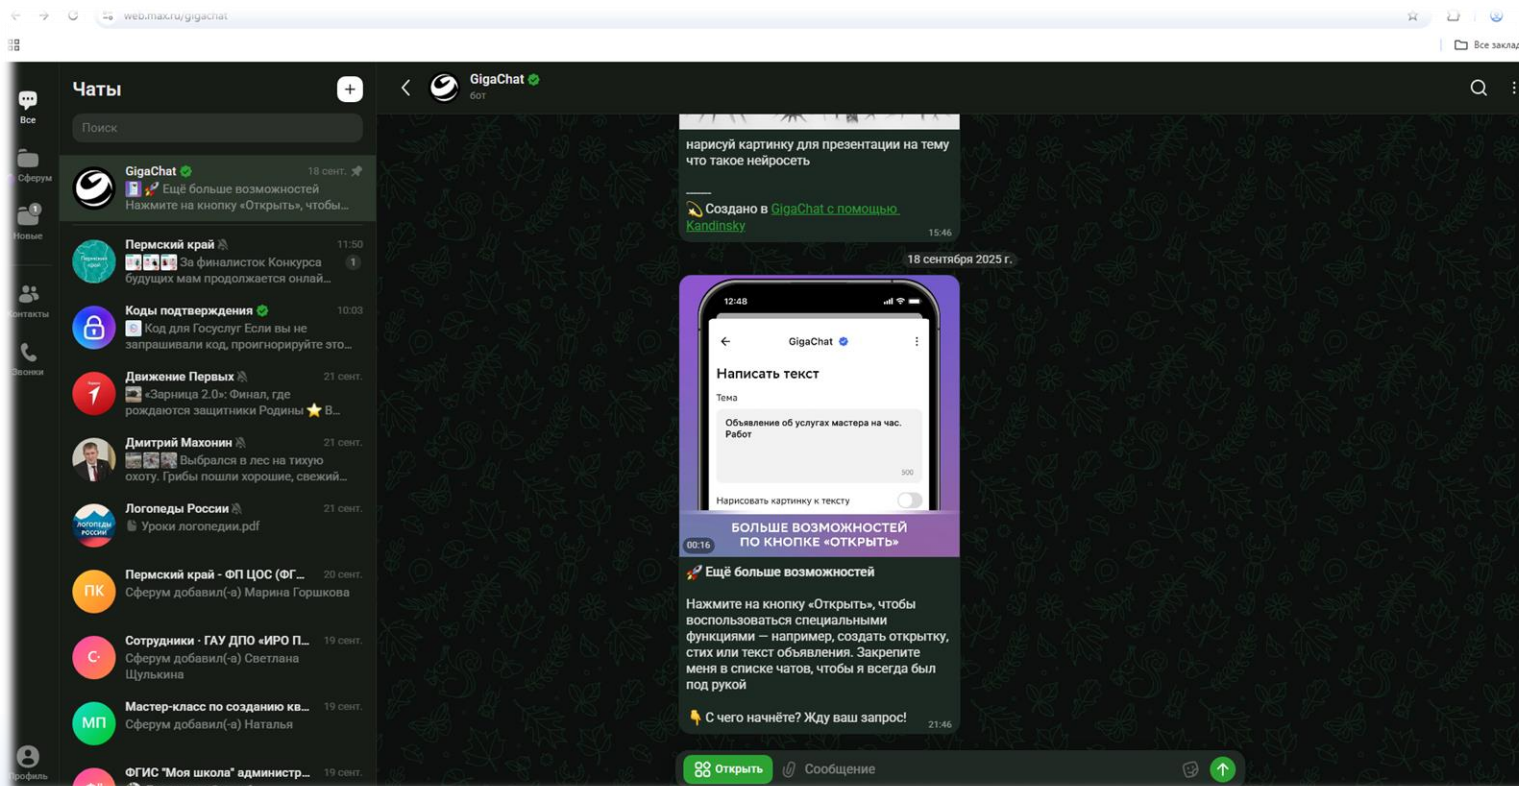 web.max.ru/gigachat
Все заклад
Все
Сферум
1
Новые
Контакты
Звонки
Профиль
Чаты
Поиск
GigaChat
18 сент.
Ещё больше возможностей
Нажмите на кнопку «Открыть», чтобы...
Пермский край
11:50
За финалисток Конкурса
1
будущих мам продолжается онлай...
Коды подтверждения
10:03
Код для Госуслуг Если вы не
запрашивали код, проигнорируйте это...
Движение Первых
21 сент.
«Зарница 2.0»: Финал, где
рождаются защитники Родины ⭐ В...
Дмитрий Махонин
21 сент.
Выбрался в лес на тихую
охоту. Грибы пошли хорошие, свежий...
ЛОГОПЕДЫ
РОССИИ
Логопеды России
21 сент.
Уроки логопедии.pdf
ПК
Пермский край - ФП ЦОС (ФГ...
20 сент.
Сферум добавил(-а) Марина Горшкова
С·
Сотрудники · ГАУ ДПО «ИРО П...
19 сент.
Сферум добавил(-а) Светлана
Щулькина
МП
Мастер-класс по созданию кв...
19 сент.
Сферум добавил(-а) Наталья
ФГИС "Моя школа" администр...
19 сент.
GigaChat
бот
нарисуй картинку для презентации на тему
что такое нейросеть
Создано в GigaChat с помощью
Kandinsky
15:46
18 сентября 2025 г.
12:48
GigaChat
Написать текст
Тема
Объявление об услугах мастера на час.
Работ
500
Нарисовать картинку к тексту
БОЛЬШЕ ВОЗМОЖНОСТЕЙ
ПО КНОПКЕ «ОТКРЫТЬ»
00:16
🚀 Ещё больше возможностей
Нажмите на кнопку «Открыть», чтобы
воспользоваться специальными
функциями — например, создать открытку,
стих или текст объявления. Закрепите
меня в списке чатов, чтобы я всегда был
под рукой
👇 С чего начнёте? Жду ваш запрос!
21:46
Открыть
Сообщение